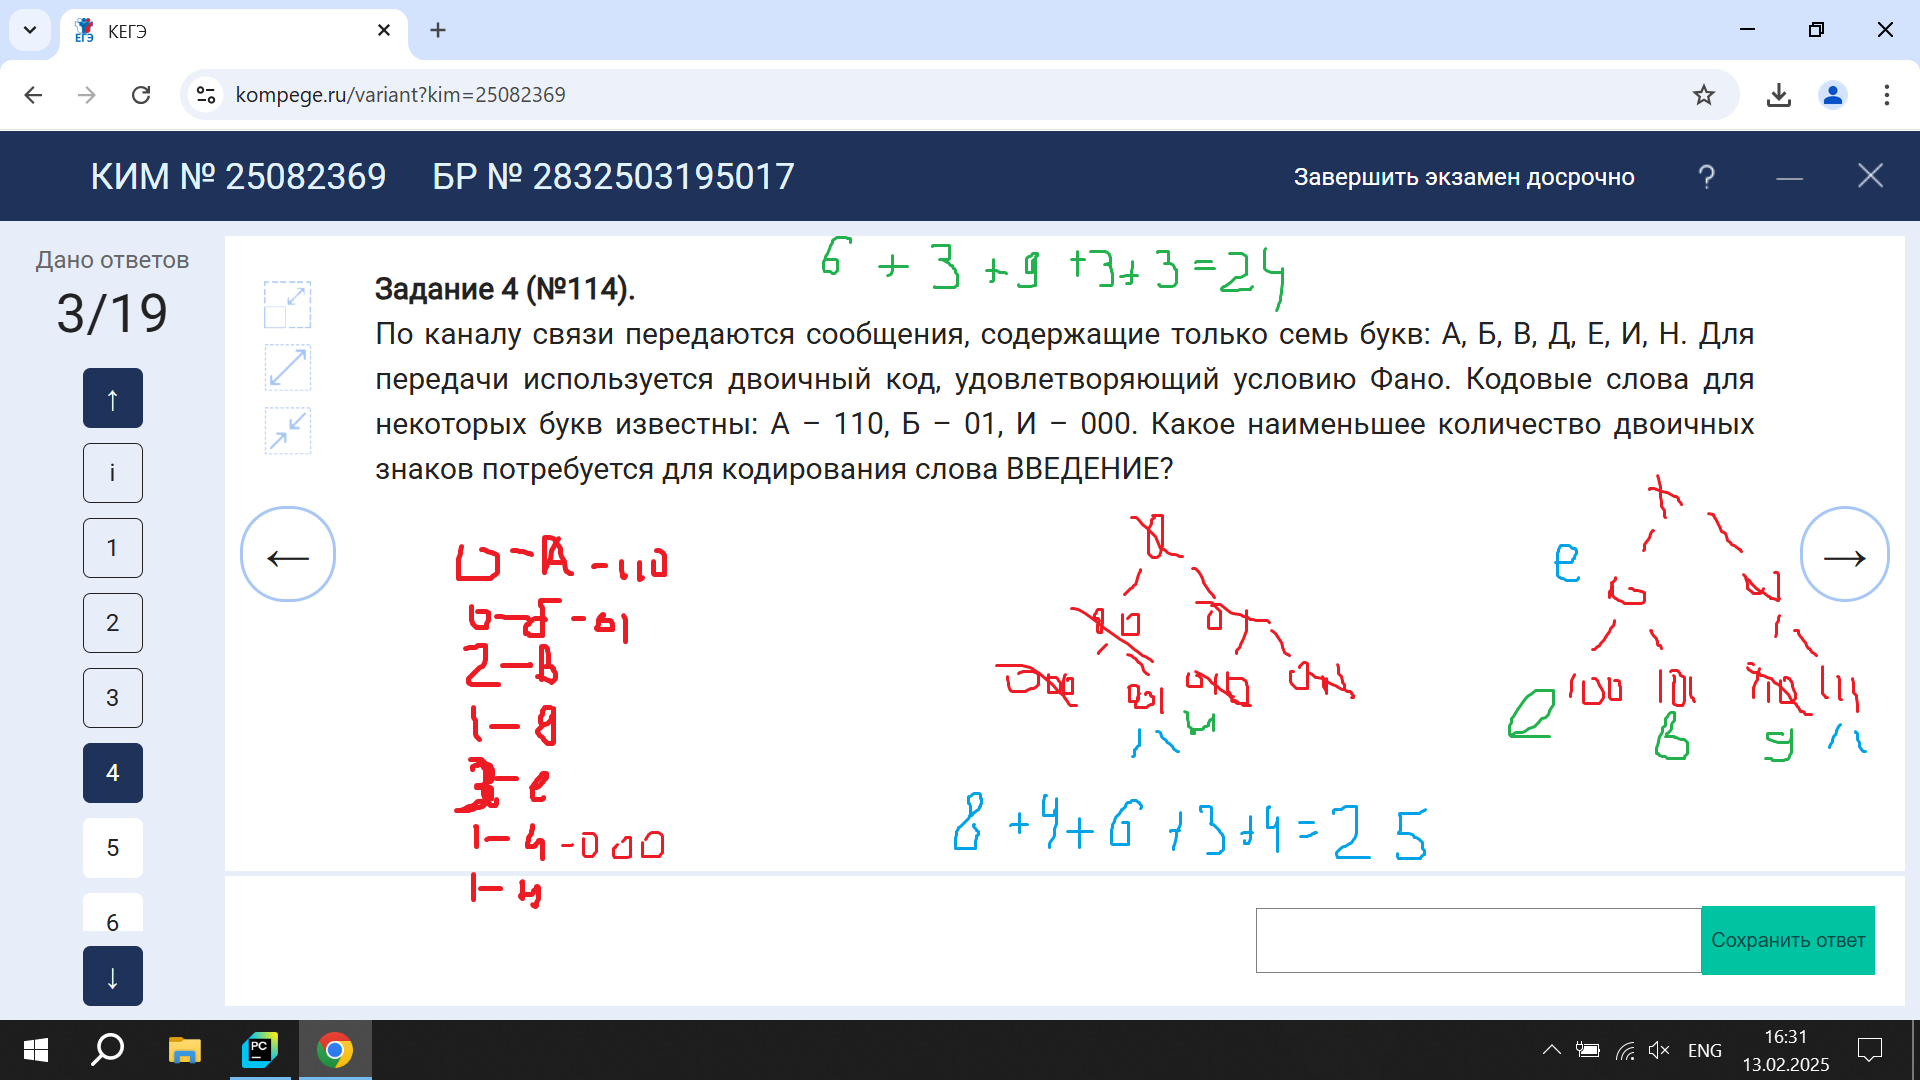 КЕГЭ
kompege.ru/variant?kim=25082369
КИМ № 25082369 БР № 2832503195017 Завершить экзамен досрочно ?
Дано ответов
3/19
6 + 3 + 9 + 3 + 3 = 24
Задание 4 (№114).
По каналу связи передаются сообщения, содержащие только семь букв: А, Б, В, Д, Е, И, Н. Для
передачи используется двоичный код, удовлетворяющий условию Фано. Кодовые слова для
некоторых букв известны: А – 110, Б – 01, И – 000. Какое наименьшее количество двоичных
знаков потребуется для кодирования слова ВВЕДЕНИЕ?
↑
i
1
2
3
4
5
6
↓
←
→
0 - А - 110
0 - Б - 01
2 - В
1 - д
3 - е
1 - и - 000
1 - н
001
е
100 101 110 111
в
8 + 4 + 6 + 3 + 4 = 25
Сохранить ответ
PC
ENG
16:31
13.02.2025